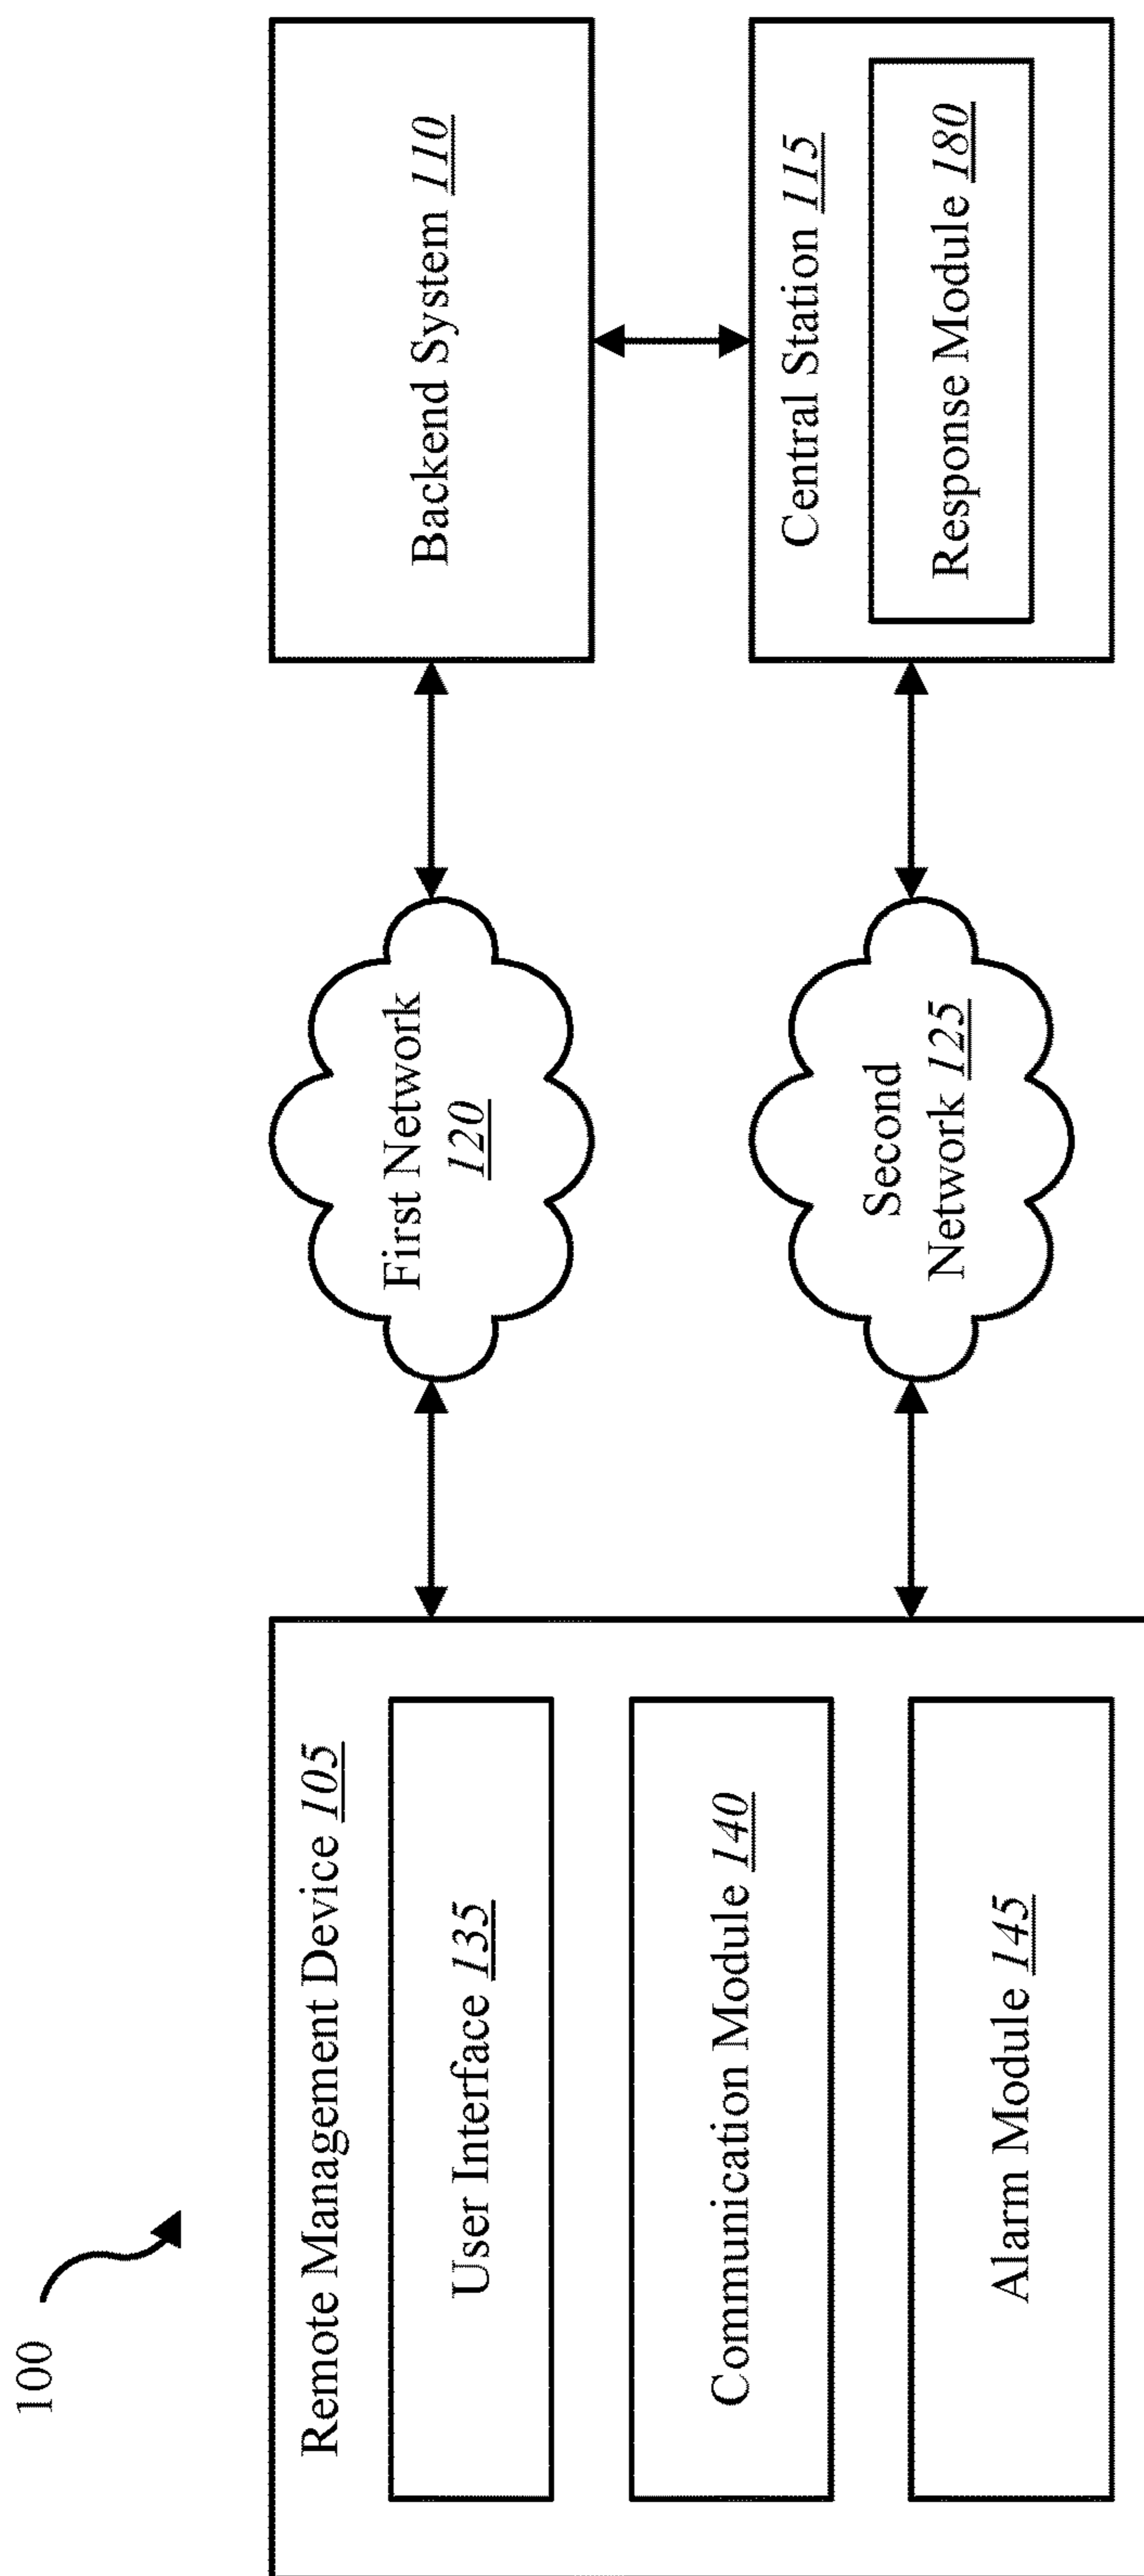 100
Remote Management Device 105
User Interface 135
Communication Module 140
Alarm Module 145
First Network
120
Second
Network 125
Backend System 110
Central Station 115
Response Module 180